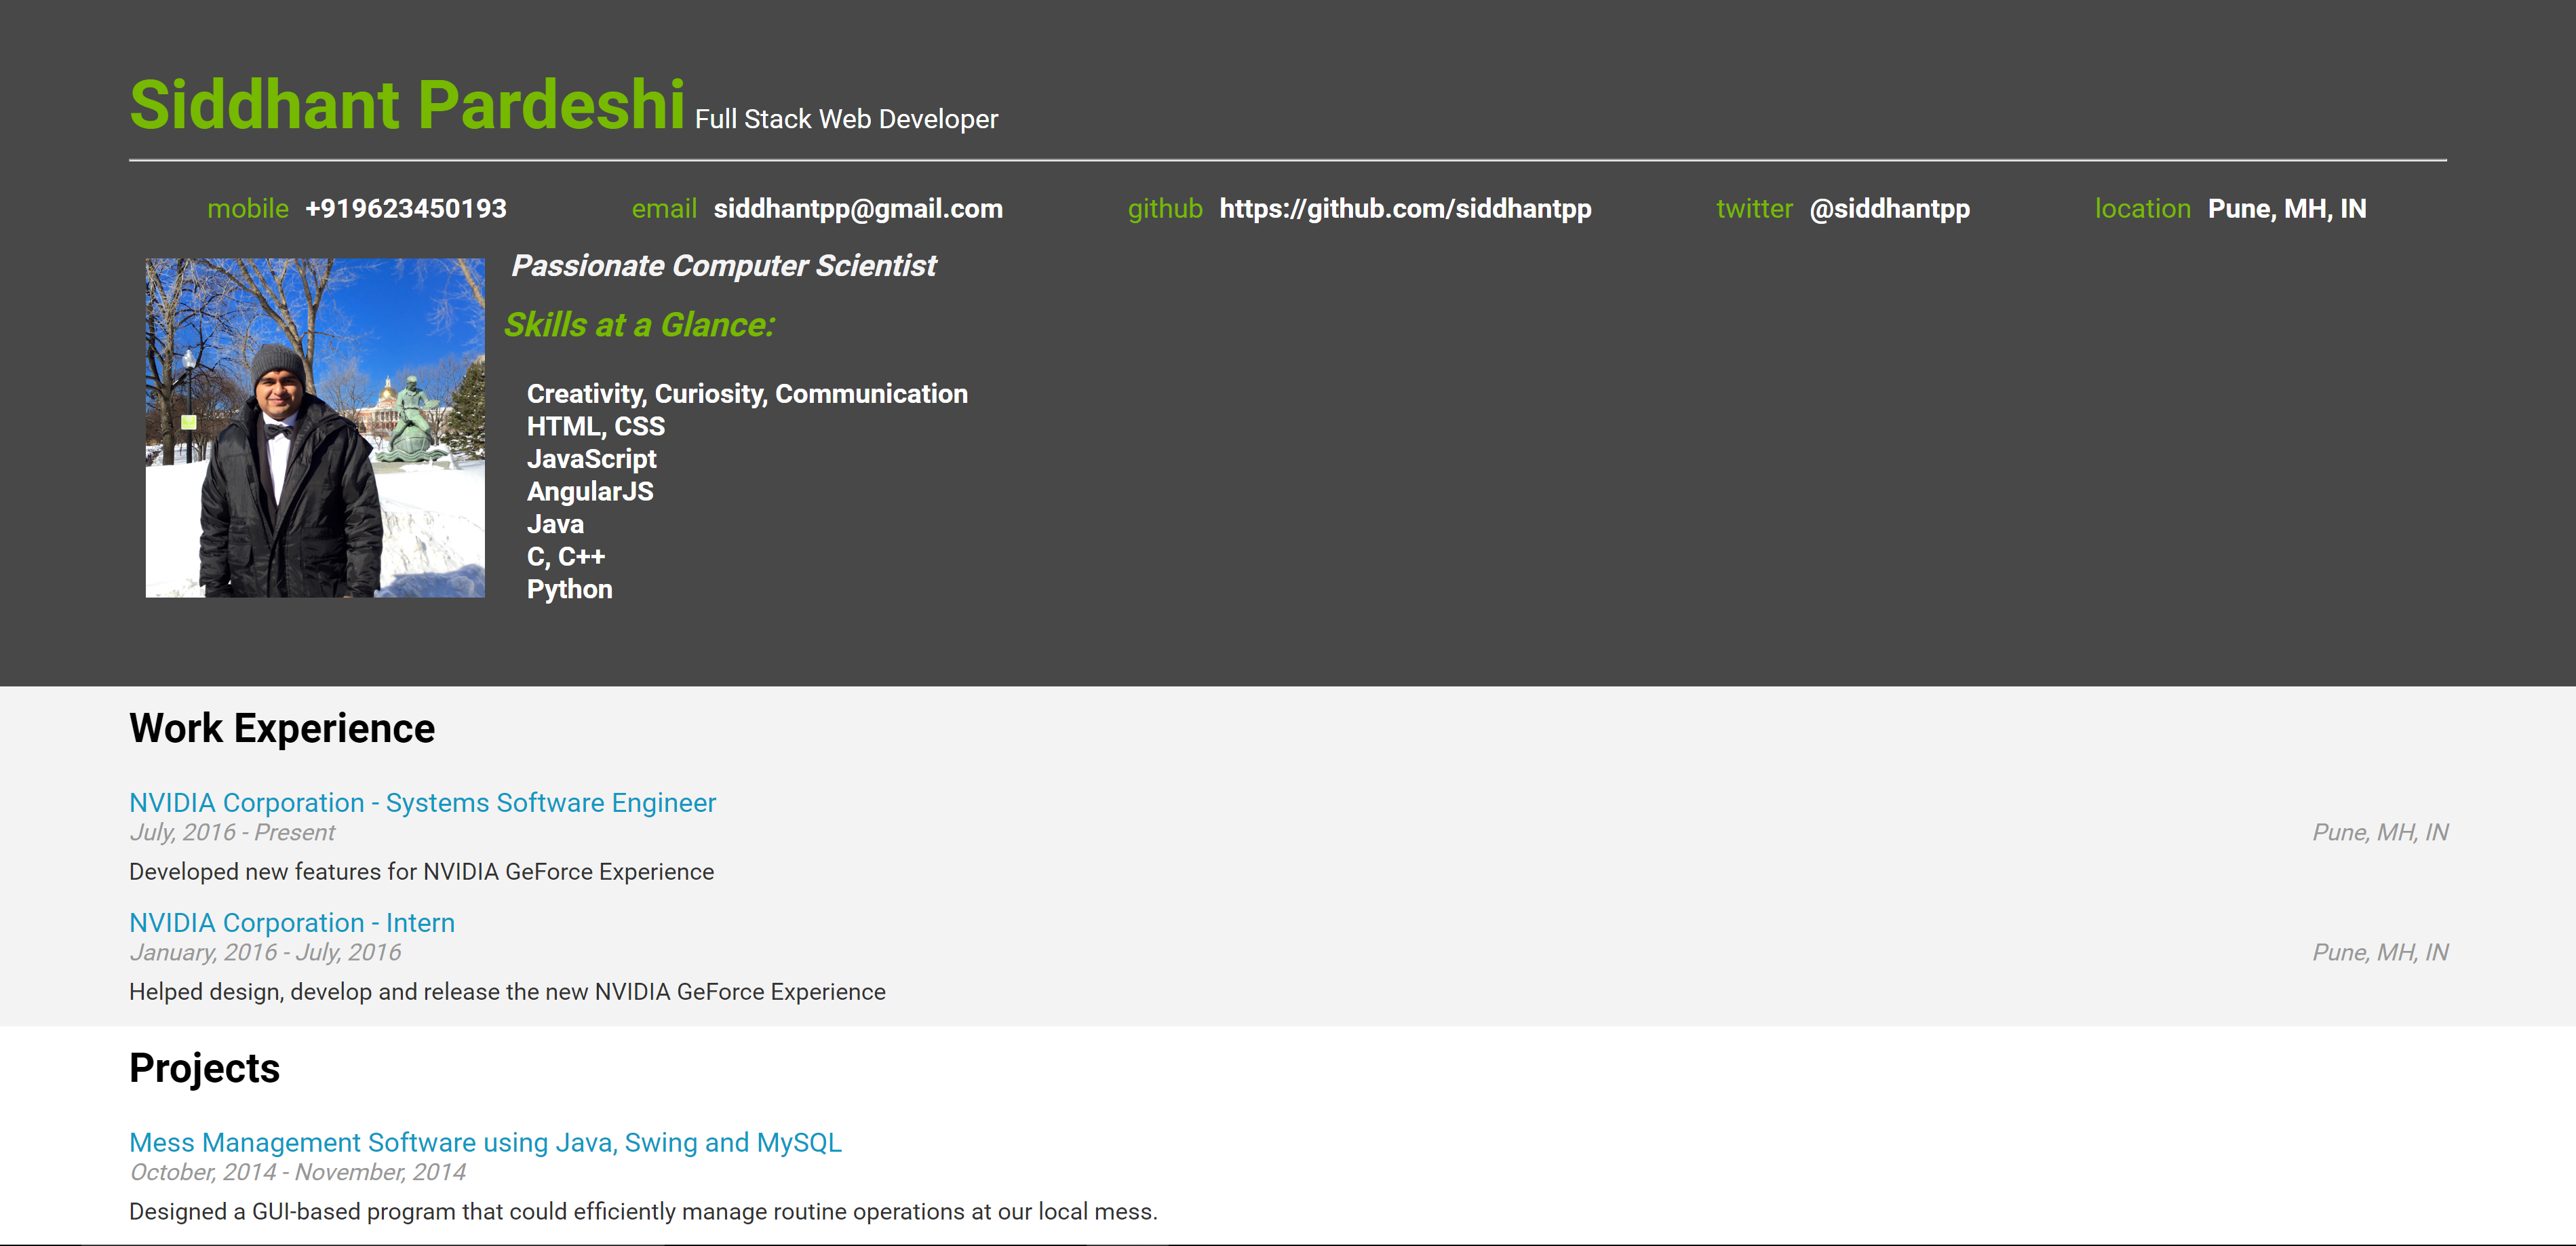 Siddhant Pardeshi Full Stack Web Developer
mobile +919623450193 email siddhantpp@gmail.com github https://github.com/siddhantpp twitter @siddhantpp location Pune, MH, IN
Passionate Computer Scientist
Skills at a Glance:
Creativity, Curiosity, Communication
HTML, CSS
JavaScript
AngularJS
Java
C, C++
Python
Work Experience
NVIDIA Corporation - Systems Software Engineer
July, 2016 - Present Pune, MH, IN
Developed new features for NVIDIA GeForce Experience
NVIDIA Corporation - Intern
January, 2016 - July, 2016 Pune, MH, IN
Helped design, develop and release the new NVIDIA GeForce Experience
Projects
Mess Management Software using Java, Swing and MySQL
October, 2014 - November, 2014
Designed a GUI-based program that could efficiently manage routine operations at our local mess.